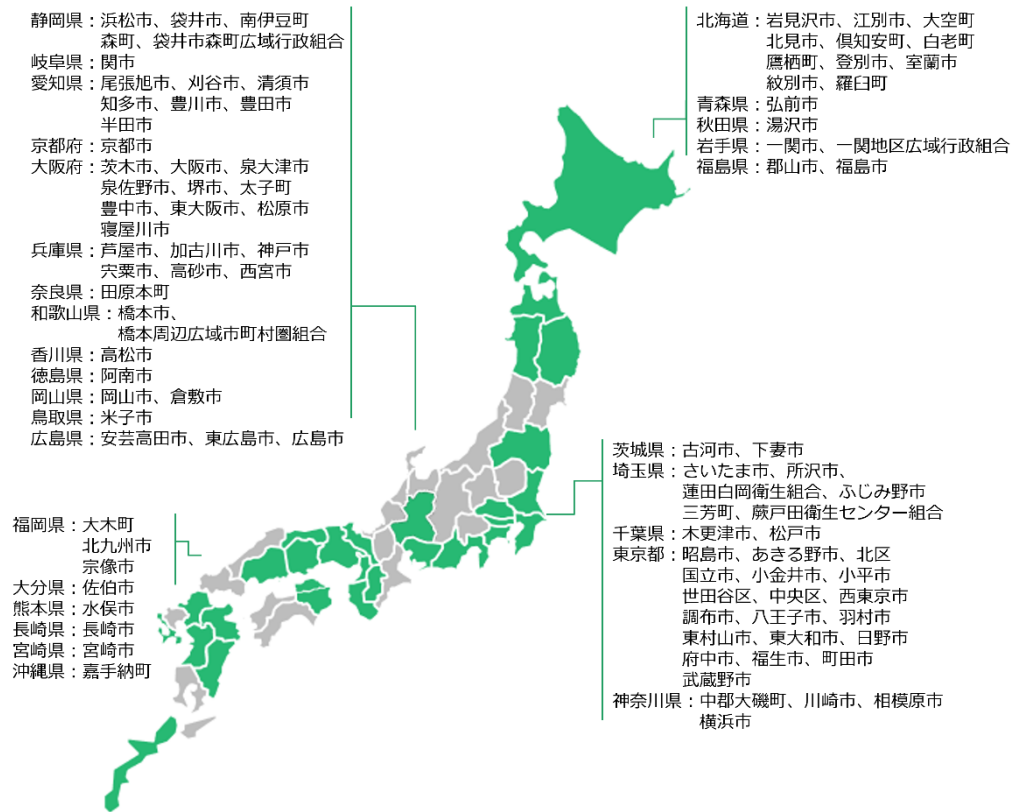 静岡県：浜松市、袋井市、南伊豆町
森町、袋井市森町広域行政組合
岐阜県：関市
愛知県：尾張旭市、刈谷市、清須市
知多市、豊川市、豊田市
半田市
京都府：京都市
大阪府：茨木市、大阪市、泉大津市
泉佐野市、堺市、太子町
豊中市、東大阪市、松原市
寝屋川市
兵庫県：芦屋市、加古川市、神戸市
宍粟市、高砂市、西宮市
奈良県：田原本町
和歌山県：橋本市、
橋本周辺広域市町村圏組合
香川県：高松市
徳島県：阿南市
岡山県：岡山市、倉敷市
鳥取県：米子市
広島県：安芸高田市、東広島市、広島市
北海道：岩見沢市、江別市、大空町
北見市、倶知安町、白老町
鷹栖町、登別市、室蘭市
紋別市、羅臼町
青森県：弘前市
秋田県：湯沢市
岩手県：一関市、一関地区広域行政組合
福島県：郡山市、福島市
茨城県：古河市、下妻市
埼玉県：さいたま市、所沢市、
蓮田白岡衛生組合、ふじみ野市
三芳町、蕨戸田衛生センター組合
千葉県：木更津市、松戸市
東京都：昭島市、あきる野市、北区
国立市、小金井市、小平市
世田谷区、中央区、西東京市
調布市、八王子市、羽村市
東村山市、東大和市、日野市
府中市、福生市、町田市
武蔵野市
神奈川県：中郡大磯町、川崎市、相模原市
横浜市
福岡県：大木町
北九州市
宗像市
大分県：佐伯市
熊本県：水俣市
長崎県：長崎市
宮崎県：宮崎市
沖縄県：嘉手納町